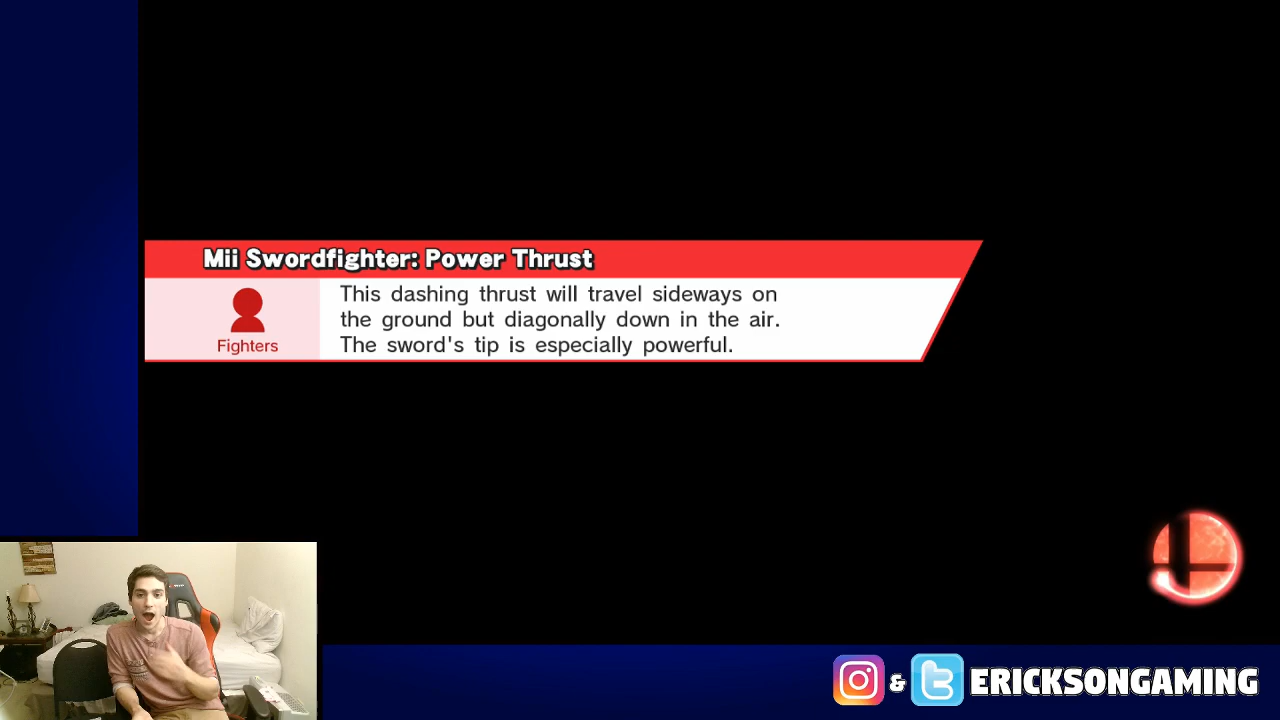 Mii Swordfighter: Power Thrust
This dashing thrust will travel sideways on
the ground but diagonally down in the air.
The sword's tip is especially powerful.
Fighters
& ERICKSONGAMING